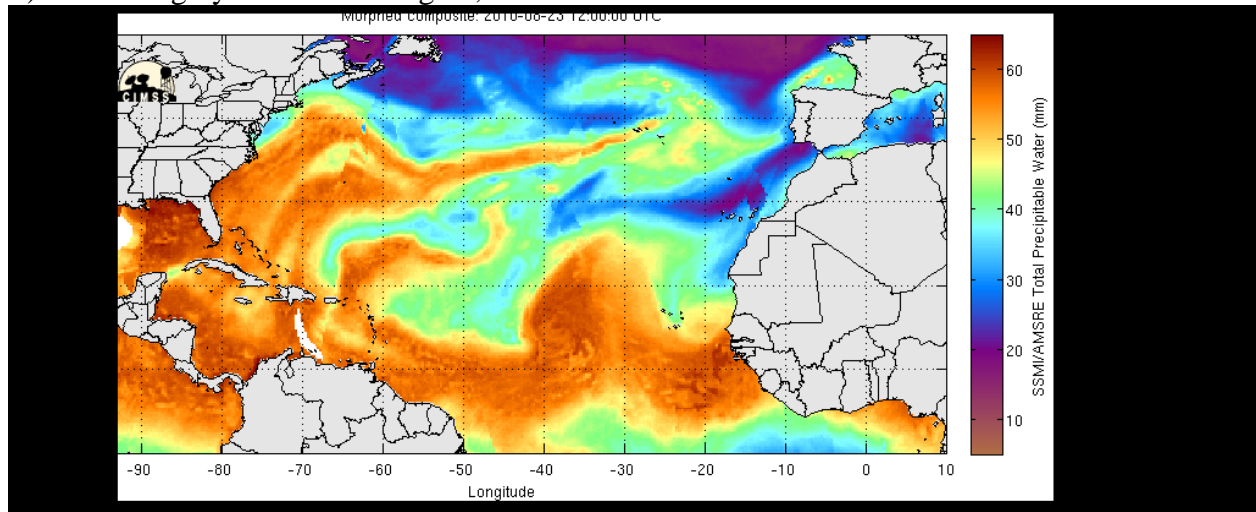 Morphed composite: 2010-08-23 12:00:00 UTC
CIMSS
60
50
40
30
20
10
SSMI/AMSRE Total Precipitable Water (mm)
-90 -80 -70 -60 -50 -40 -30 -20 -10 0 10
Longitude